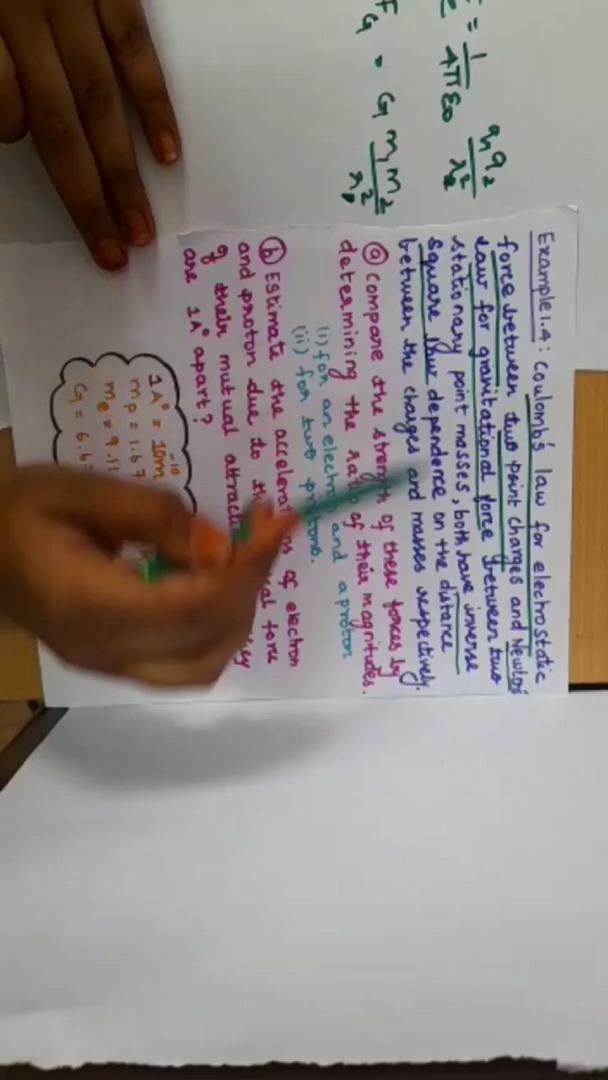 = 1/4πε0 q1q2/r²
FG = G m1m2/r²
Example 1.4: Coulomb's law for electrostatic
force between two point charges and Newton's
law for gravitational force between two
stationary point masses, both have inverse
square law dependence on the distance
between the charges and masses respectively.
ⓐ Compare the strength of these forces by
determining the ratio of their magnitudes.
(i) for an electron and a proton
(ii) for two protons.
ⓑ Estimate the accelerations of electron
and proton due to the force
of their mutual attraction
are 1A° apart?
1A° = 10⁻¹⁰m
mp = 1.67
me = 9.11
G = 6.6